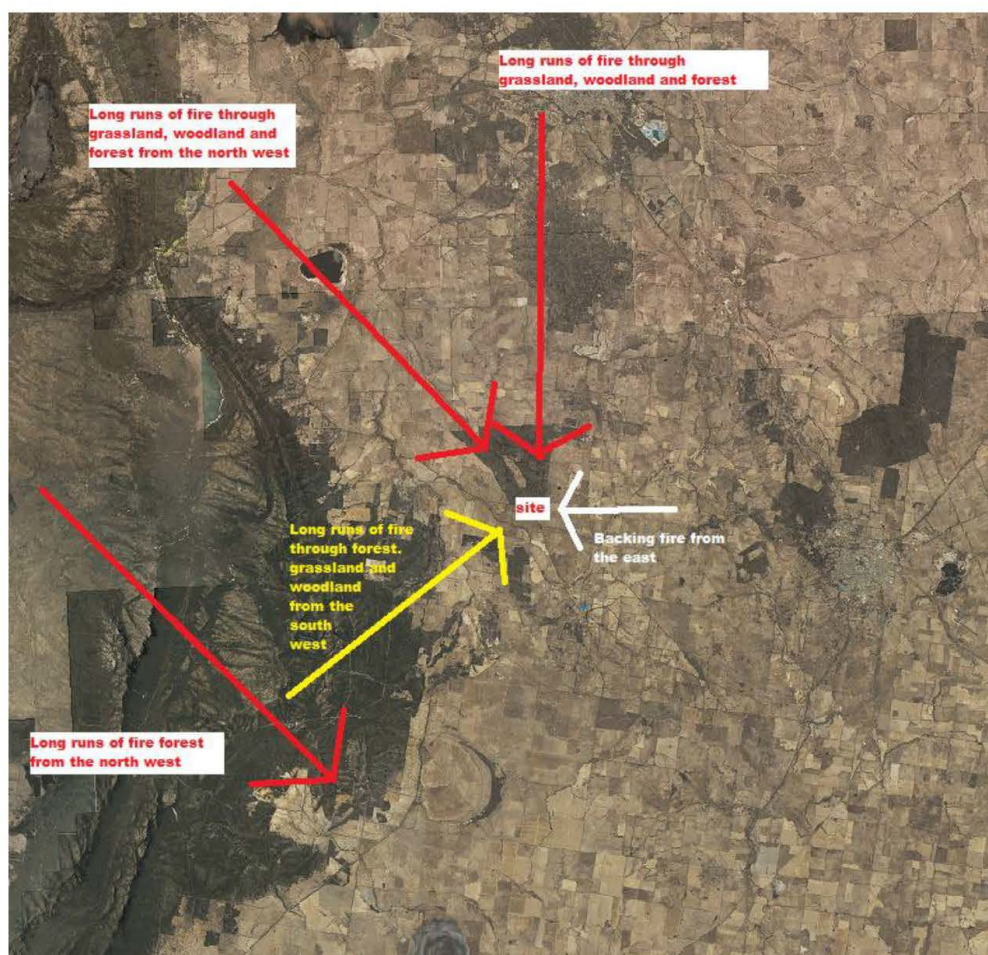 Long runs of fire through
grassland, woodland and forest
Long runs of fire through
grassland, woodland and
forest from the north west
site
Backing fire from
the east
Long runs of fire
through forest.
grassland and
woodland
from the
south
west
Long runs of fire forest
from the north west